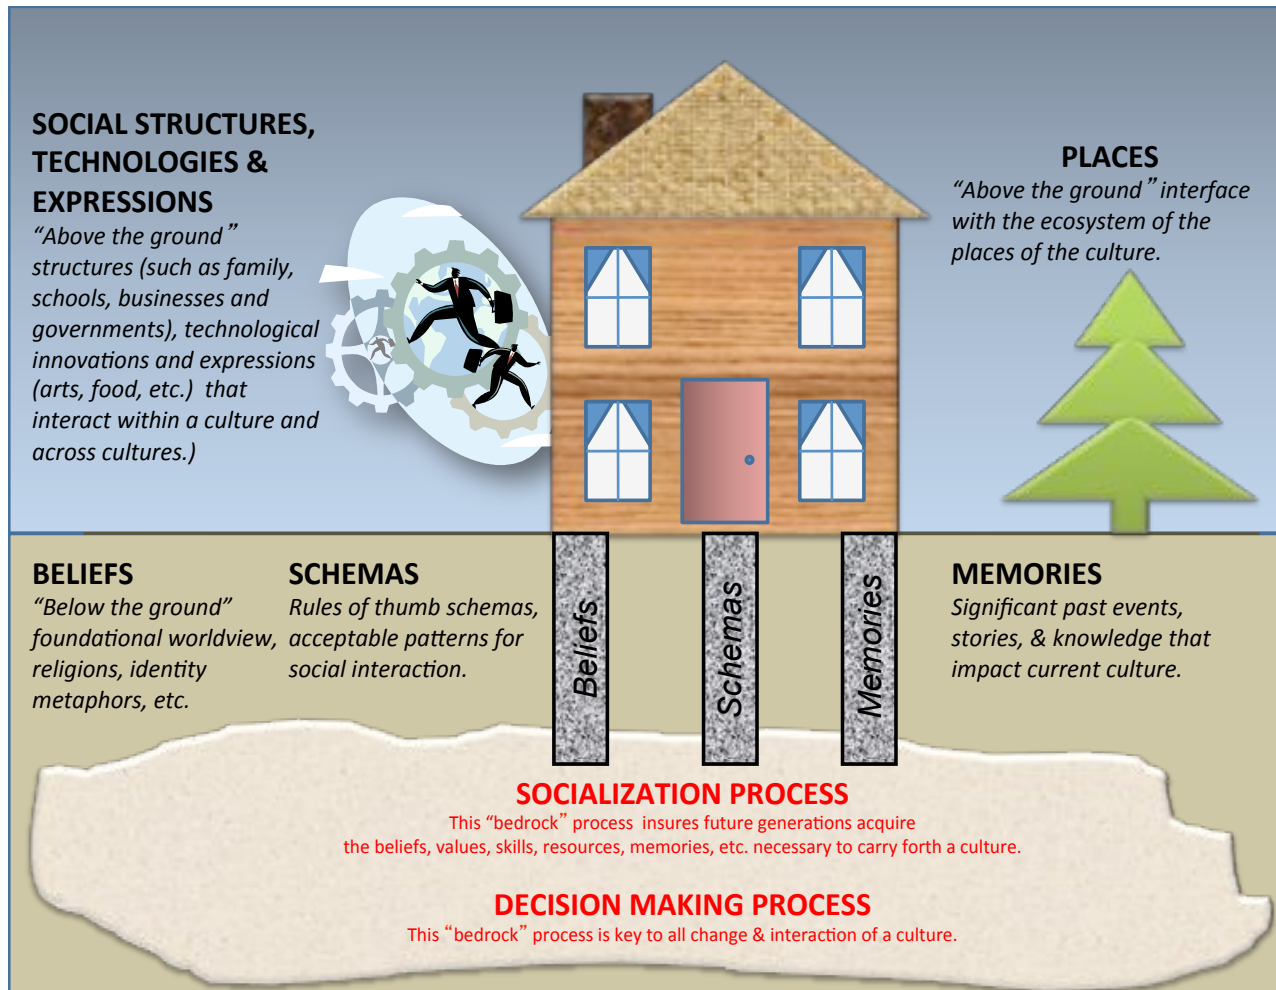 SOCIAL STRUCTURES,
TECHNOLOGIES &
EXPRESSIONS
“Above the ground”
structures (such as family,
schools, businesses and
governments), technological
innovations and expressions
(arts, food, etc.) that
interact within a culture and
across cultures.)
PLACES
“Above the ground” interface
with the ecosystem of the
places of the culture.
BELIEFS
“Below the ground”
foundational worldview,
religions, identity
metaphors, etc.
SCHEMAS
Rules of thumb schemas,
acceptable patterns for
social interaction.
Beliefs
Schemas
Memories
MEMORIES
Significant past events,
stories, & knowledge that
impact current culture.
SOCIALIZATION PROCESS
This “bedrock” process insures future generations acquire
the beliefs, values, skills, resources, memories, etc. necessary to carry forth a culture.
DECISION MAKING PROCESS
This “bedrock” process is key to all change & interaction of a culture.